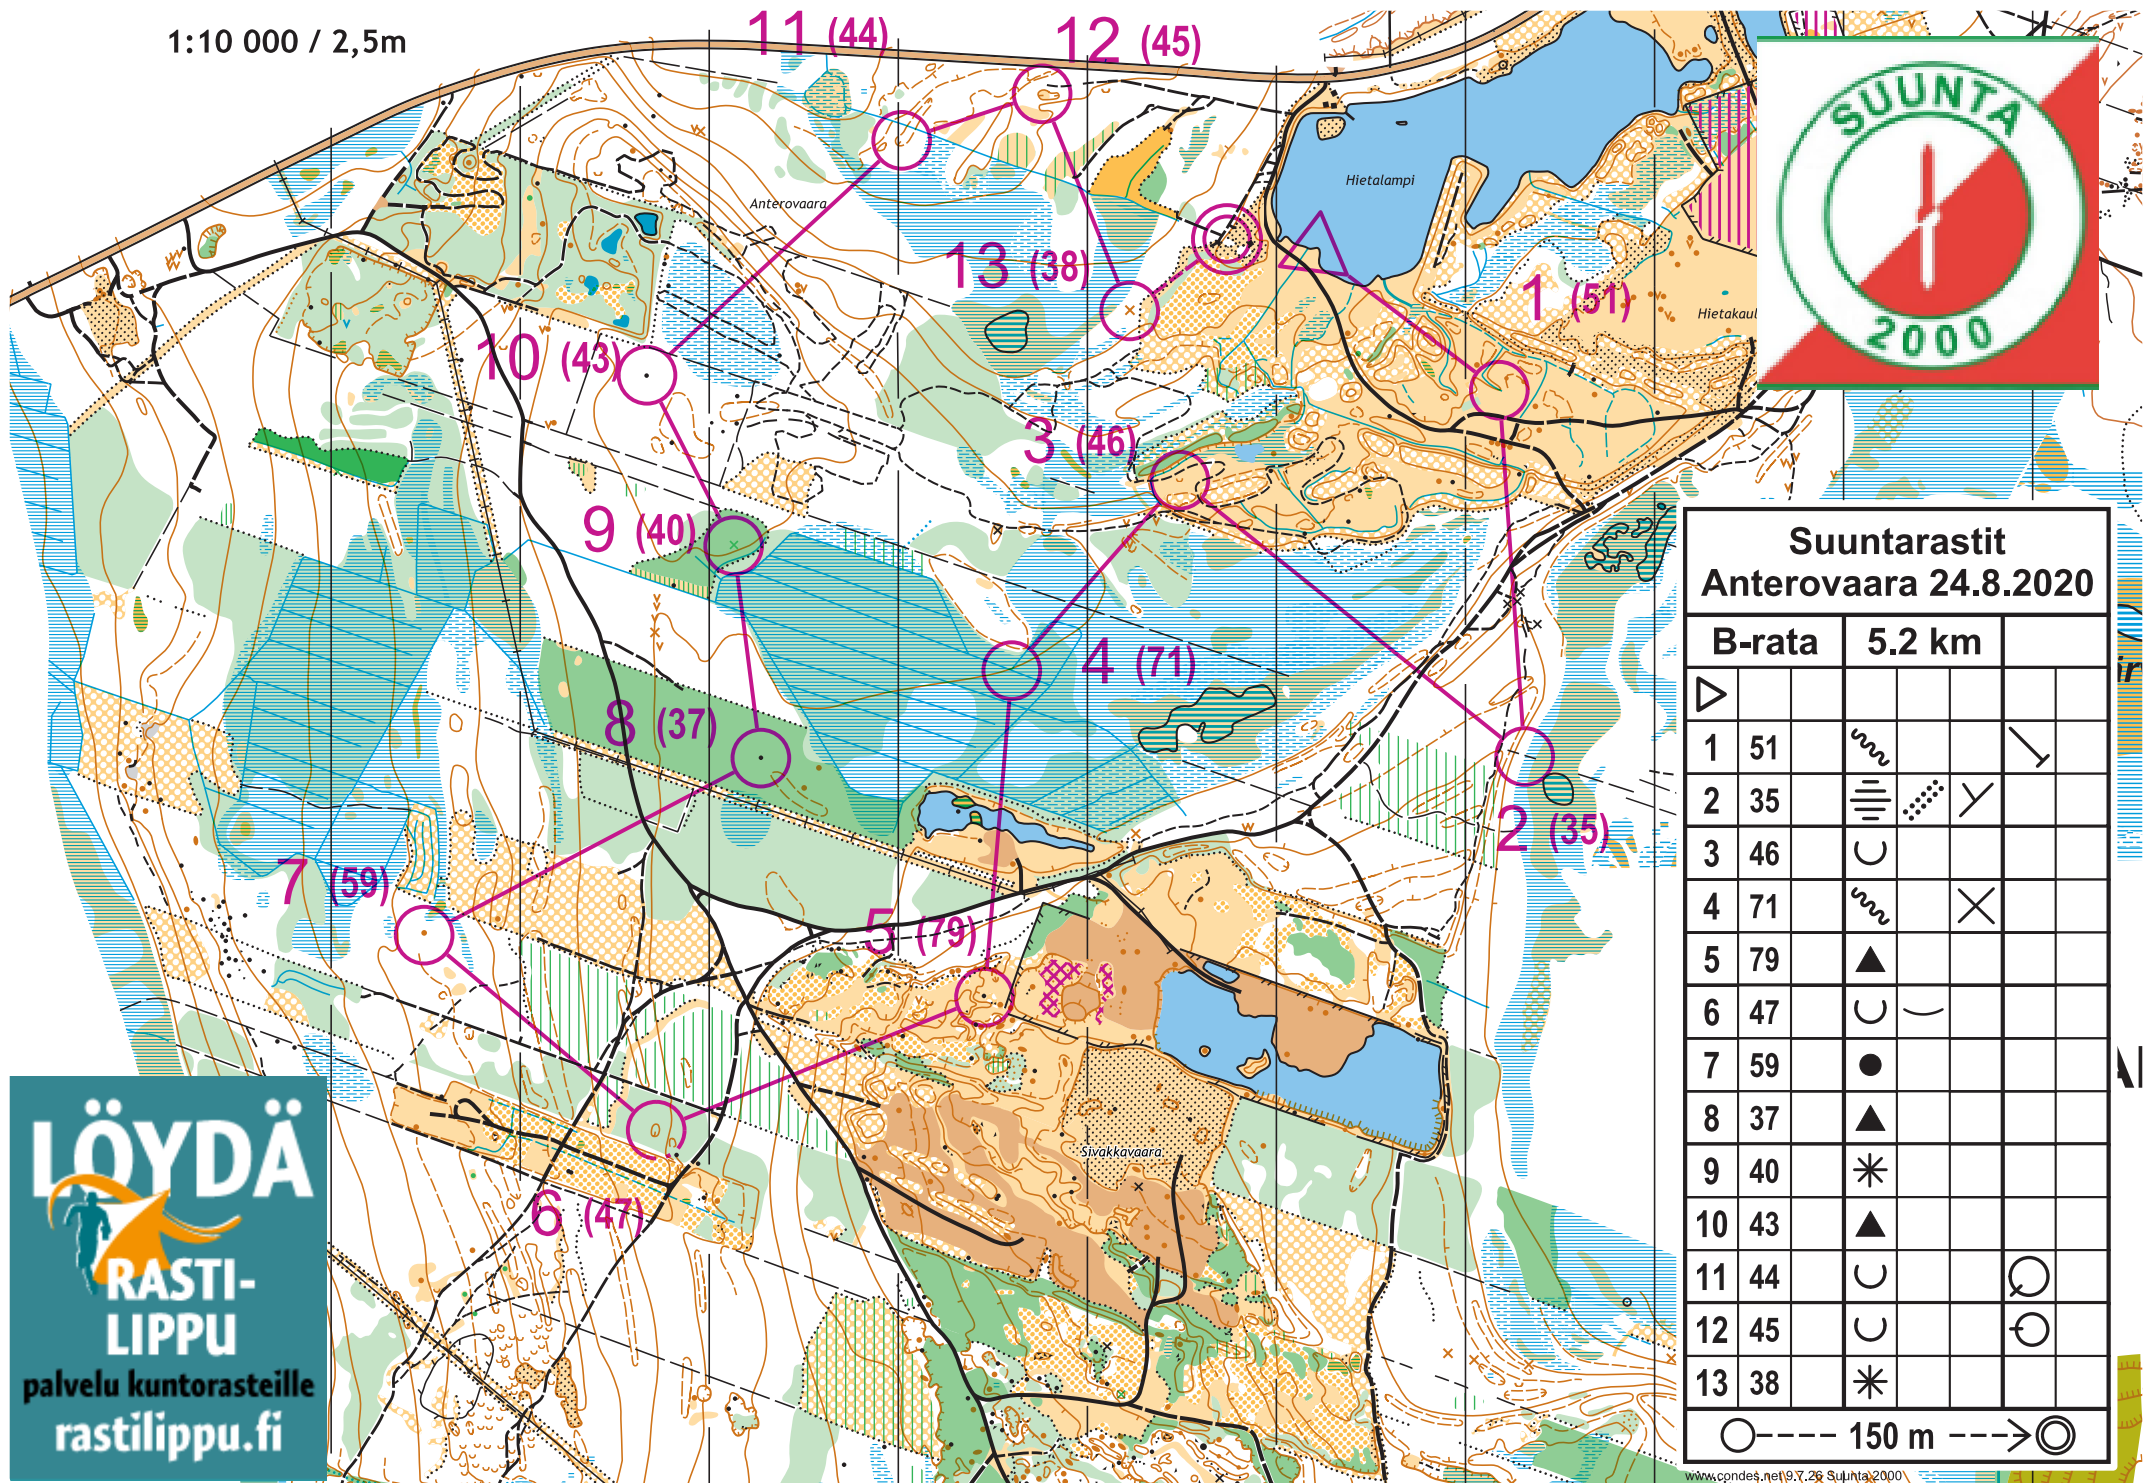 1:10 000 / 2,5m
11 (44)
12 (45)
SUUNTA
2000
Anterovaara
Hietalampi
13 (38)
1 (51)
Hietakaul
10 (43)
3 (46)
9 (40)
4 (71)
8 (37)
2 (35)
7 (59)
5 (79)
6 (47)
Sivakkavaara
Suuntarastit
Anterovaara 24.8.2020
B-rata 5.2 km
1 51
2 35
3 46
4 71
5 79
6 47
7 59
8 37
9 40
10 43
11 44
12 45
13 38
150 m
www.condes.net 9.7.26 Suunta 2000
LÖYDÄ
RASTI-
LIPPU
palvelu kuntorasteille
rastilippu.fi